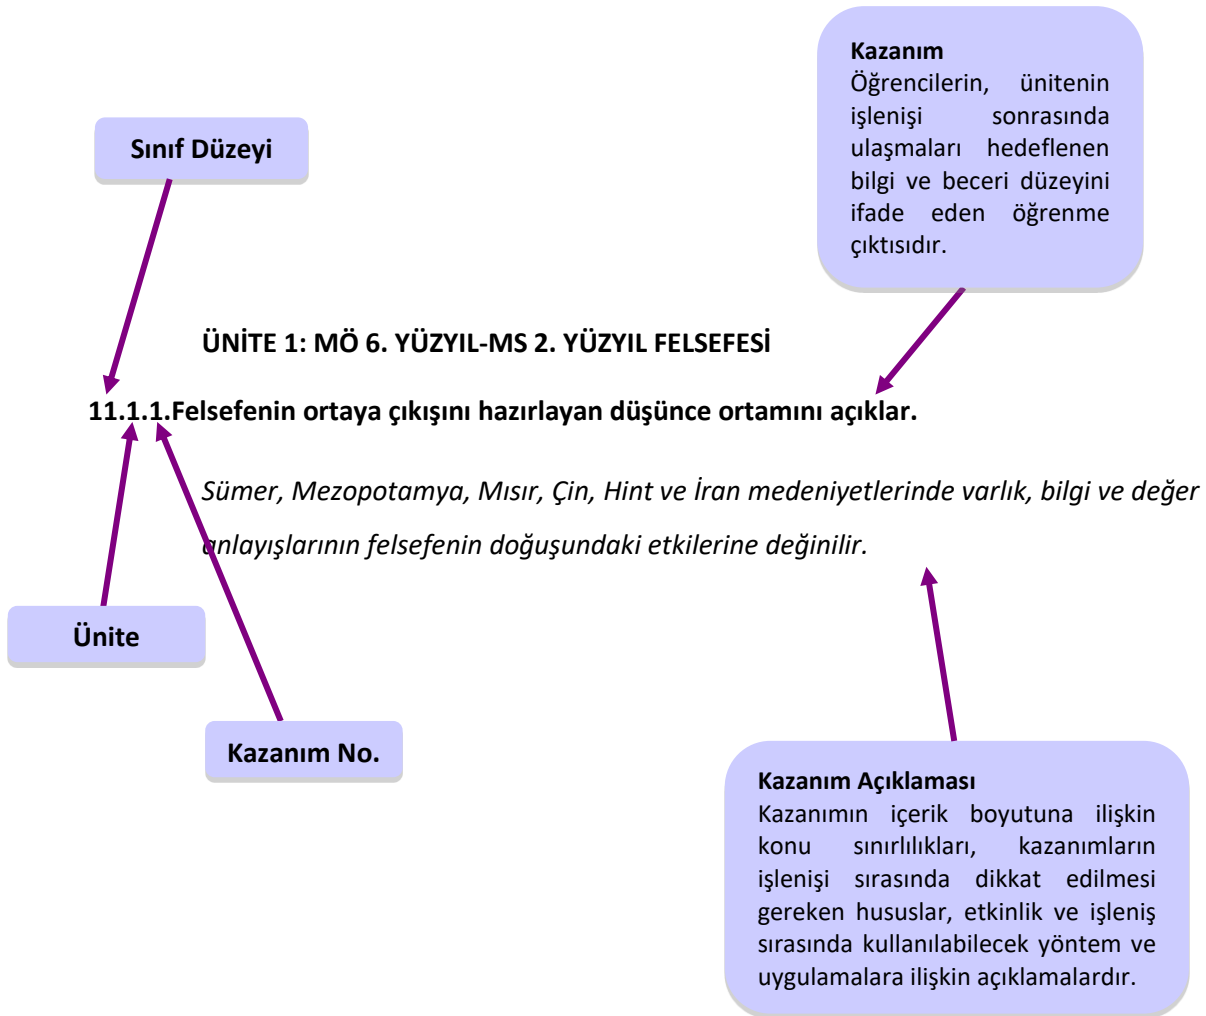 Kazanım
Öğrencilerin, ünitenin
işlenişi sonrasında
ulaşmaları hedeflenen
bilgi ve beceri düzeyini
ifade eden öğrenme
çıktısıdır.
Sınıf Düzeyi
ÜNİTE 1: MÖ 6. YÜZYIL-MS 2. YÜZYIL FELSEFESİ
11.1.1.Felsefenin ortaya çıkışını hazırlayan düşünce ortamını açıklar.
Sümer, Mezopotamya, Mısır, Çin, Hint ve İran medeniyetlerinde varlık, bilgi ve değer
anlayışlarının felsefenin doğuşundaki etkilerine değinilir.
Ünite
Kazanım No.
Kazanım Açıklaması
Kazanımın içerik boyutuna ilişkin
konu sınırlılıkları, kazanımların
işlenişi sırasında dikkat edilmesi
gereken hususlar, etkinlik ve işleniş
sırasında kullanılabilecek yöntem ve
uygulamalara ilişkin açıklamalardır.